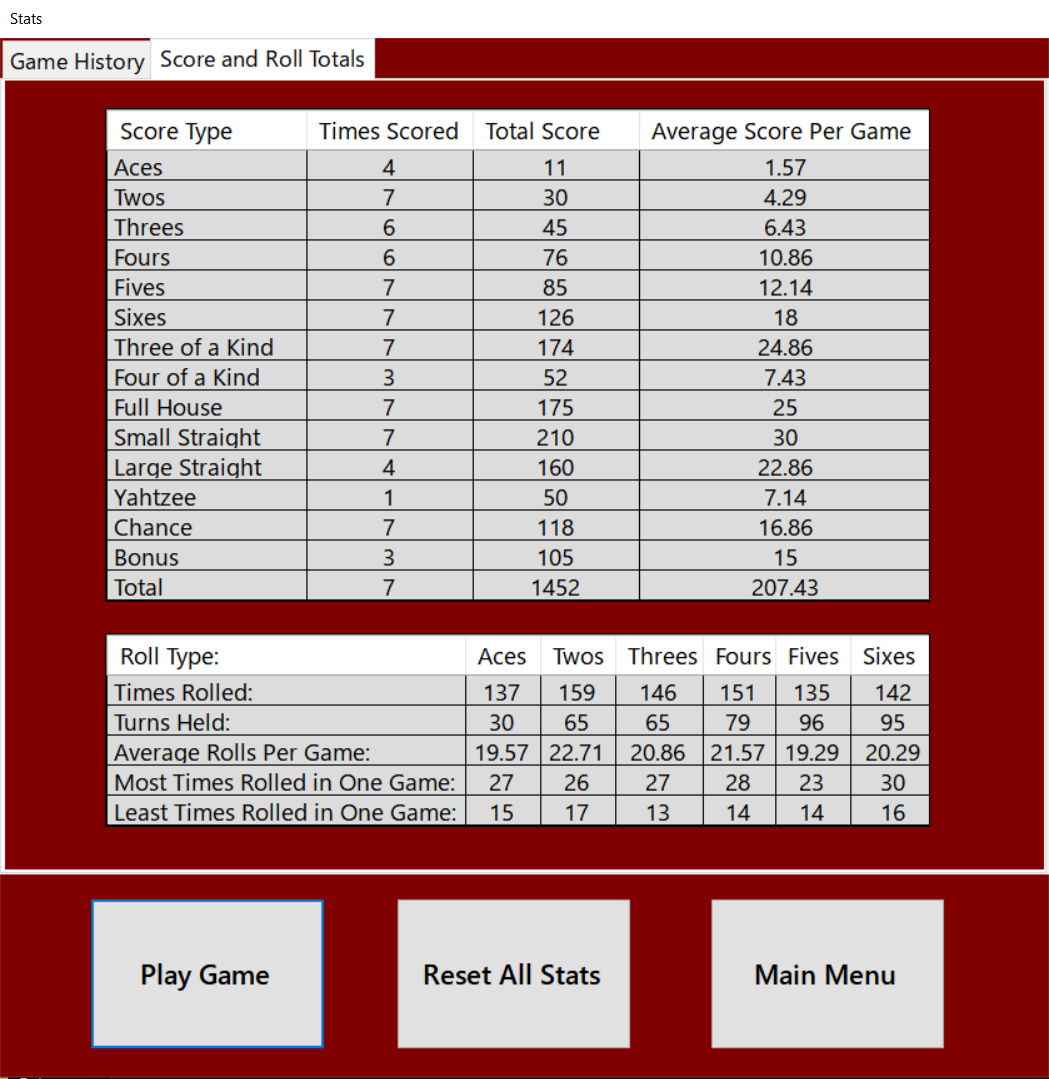 Stats
Game History Score and Roll Totals
Score Type Times Scored Total Score Average Score Per Game
Aces 4 11 1.57
Twos 7 30 4.29
Threes 6 45 6.43
Fours 6 76 10.86
Fives 7 85 12.14
Sixes 7 126 18
Three of a Kind 7 174 24.86
Four of a Kind 3 52 7.43
Full House 7 175 25
Small Straight 7 210 30
Large Straight 4 160 22.86
Yahtzee 1 50 7.14
Chance 7 118 16.86
Bonus 3 105 15
Total 7 1452 207.43
Roll Type: Aces Twos Threes Fours Fives Sixes
Times Rolled: 137 159 146 151 135 142
Turns Held: 30 65 65 79 96 95
Average Rolls Per Game: 19.57 22.71 20.86 21.57 19.29 20.29
Most Times Rolled in One Game: 27 26 27 28 23 30
Least Times Rolled in One Game: 15 17 13 14 14 16
Play Game Reset All Stats Main Menu